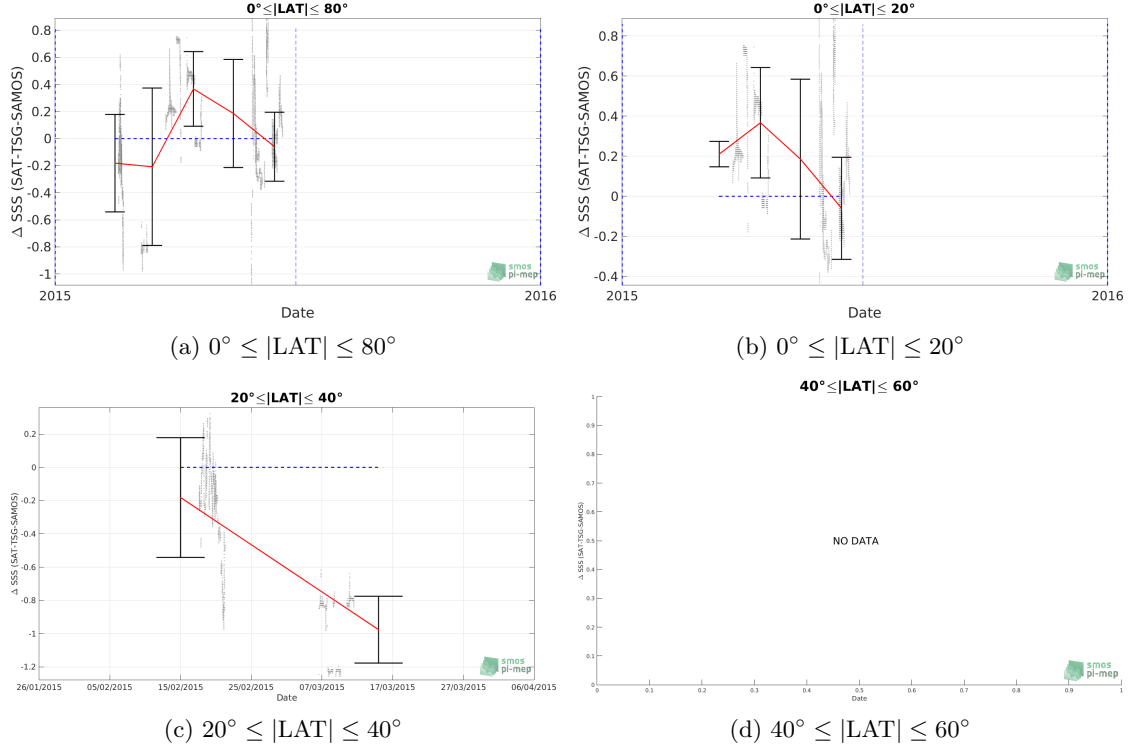 0°≤|LAT|≤ 80°
0.8
0.6
0.4
0.2
0
-0.2
-0.4
-0.6
-0.8
-1
Δ SSS (SAT-TSG-SAMOS)
2015
2016
Date
smos
pi-mep
(a) 0° ≤ |LAT| ≤ 80°
0°≤|LAT|≤ 20°
0.8
0.6
0.4
0.2
0
-0.2
-0.4
Δ SSS (SAT-TSG-SAMOS)
2015
2016
Date
smos
pi-mep
(b) 0° ≤ |LAT| ≤ 20°
20°≤|LAT|≤ 40°
0.2
0
-0.2
-0.4
-0.6
-0.8
-1
-1.2
Δ SSS (SAT-TSG-SAMOS)
26/01/2015 05/02/2015 15/02/2015 25/02/2015 07/03/2015 17/03/2015 27/03/2015 06/04/2015
Date
smos
pi-mep
(c) 20° ≤ |LAT| ≤ 40°
40°≤|LAT|≤ 60°
1
0.9
0.8
0.7
0.6
0.5
0.4
0.3
0.2
0.1
0
Δ SSS (SAT-TSG-SAMOS)
NO DATA
0 0.1 0.2 0.3 0.4 0.5 0.6 0.7 0.8 0.9 1
Date
smos
pi-mep
(d) 40° ≤ |LAT| ≤ 60°